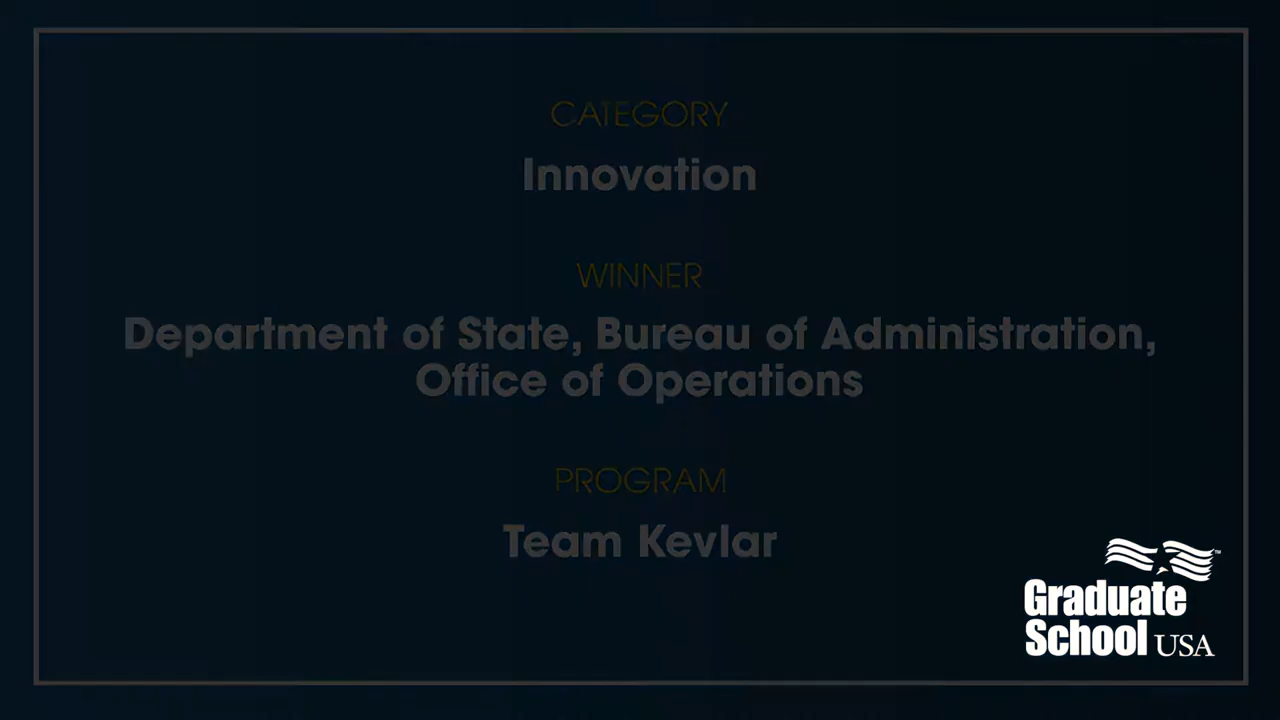 CATEGORY
Innovation
WINNER
Department of State, Bureau of Administration,
Office of Operations
PROGRAM
Team Kevlar
Graduate
School USA